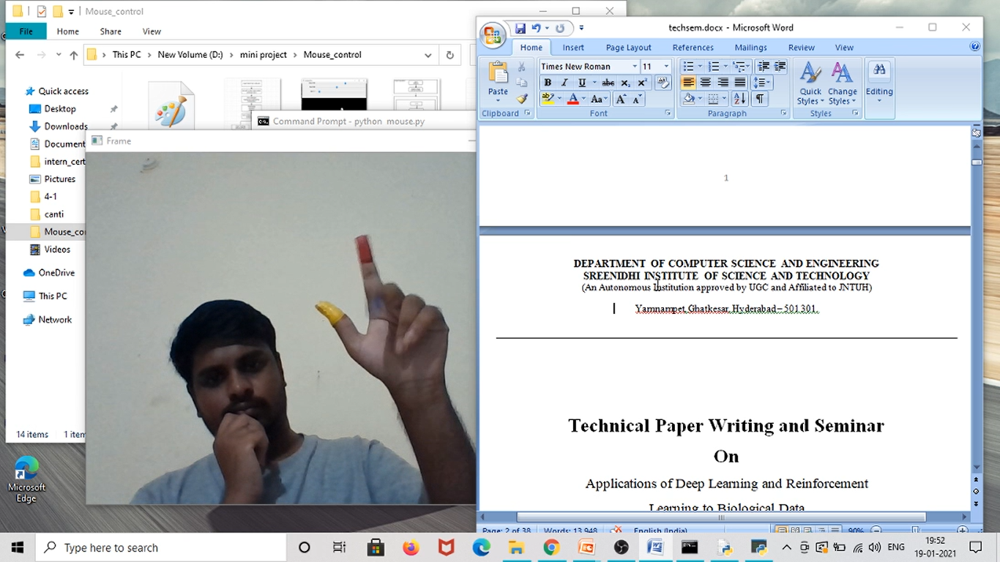 Mouse_control
File Home Share View
This PC New Volume (D:) mini project Mouse_control
Quick access
Desktop
Downloads
Document
intern_cert
Pictures
4-1
canti
Mouse_co
Videos
OneDrive
This PC
Network
14 items 1 item
Command Prompt - python mouse.py
Frame
techsem.docx - Microsoft Word
Home Insert Page Layout References Mailings Review View
Times New Roman 11
Paste
B I U abc x₂ x²
Aa A A
Quick Styles
Change Styles
Editing
Clipboard Font Paragraph Styles
1
DEPARTMENT OF COMPUTER SCIENCE AND ENGINEERING
SREENIDHI INSTITUTE OF SCIENCE AND TECHNOLOGY
(An Autonomous Institution approved by UGC and Affiliated to JNTUH)
Yamnampet, Ghatkesar, Hyderabad – 501 301.
Technical Paper Writing and Seminar
On
Applications of Deep Learning and Reinforcement
Learning to Biological Data
Page: 2 of 38 Words: 13,948 English (India) 90%
Microsoft
Edge
Type here to search
ENG
19:52
19-01-2021